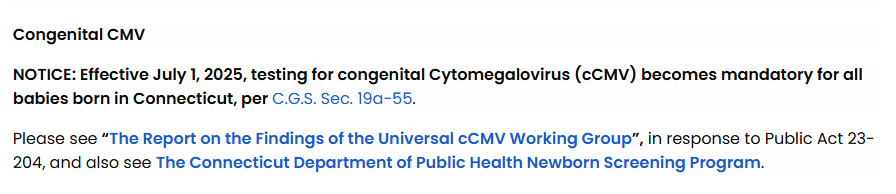 Congenital CMV
NOTICE: Effective July 1, 2025, testing for congenital Cytomegalovirus (cCMV) becomes mandatory for all
babies born in Connecticut, per C.G.S. Sec. 19a-55.
Please see “The Report on the Findings of the Universal cCMV Working Group”, in response to Public Act 23-
204, and also see The Connecticut Department of Public Health Newborn Screening Program.